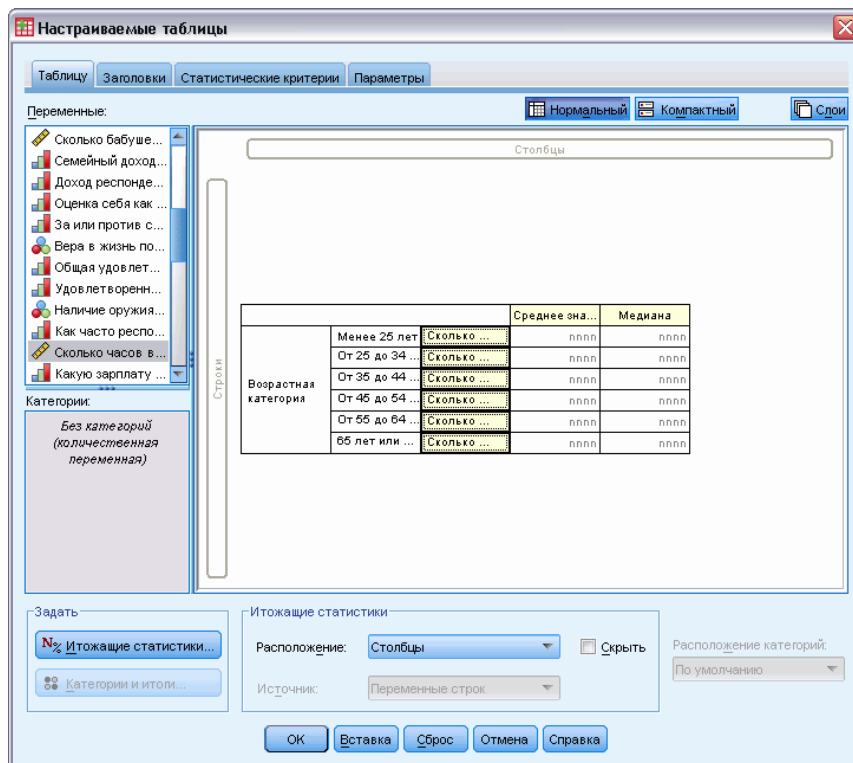 Настраиваемые таблицы
Таблицу Заголовки Статистические критерии Параметры
Переменные:
Нормальный Компактный Слои
Сколько бабуше...
Семейный доход...
Доход респонде...
Оценка себя как ...
За или против с...
Вера в жизнь по...
Общая удовлет...
Удовлетворенн...
Наличие оружия...
Как часто респо...
Сколько часов в...
Какую зарплату ...
Категории:
Без категорий
(количественная
переменная)
Столбцы
Строки
Среднее зна... Медиана
Возрастная
категория
Менее 25 лет Сколько ... nnnn nnnn
От 25 до 34 ... Сколько ... nnnn nnnn
От 35 до 44 ... Сколько ... nnnn nnnn
От 45 до 54 ... Сколько ... nnnn nnnn
От 55 до 64 ... Сколько ... nnnn nnnn
65 лет или ... Сколько ... nnnn nnnn
Задать
N% Итожащие статистики...
Категории и итоги...
Итожащие статистики
Расположение: Столбцы Скрыть
Источник: Переменные строк
Расположение категорий:
По умолчанию
OK Вставка Сброс Отмена Справка